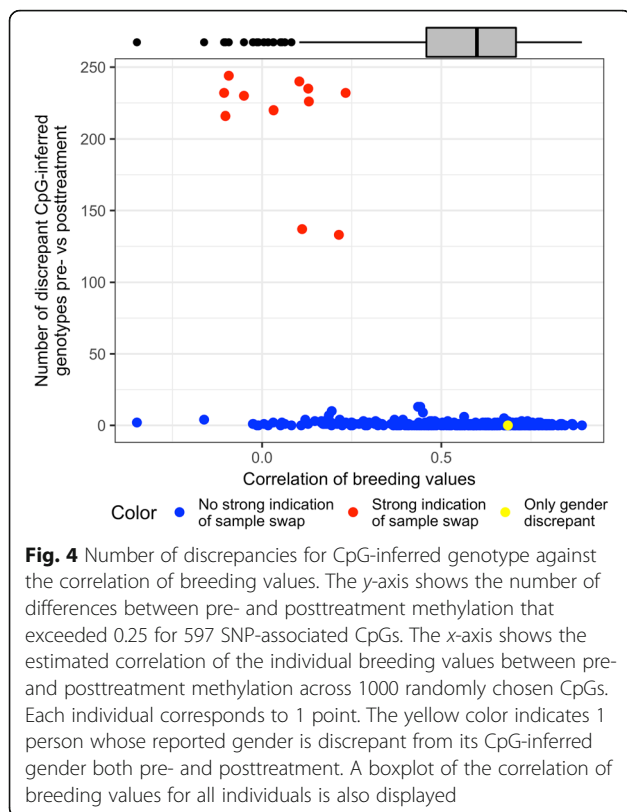 250
200
150
100
50
0
Number of discrepant CpG-inferred
genotypes pre- vs posttreatment
0.0
0.5
Correlation of breeding values
Color
No strong indication
of sample swap
Strong indication
of sample swap
Only gender
discrepant
Fig. 4 Number of discrepancies for CpG-inferred genotype against
the correlation of breeding values. The y-axis shows the number of
differences between pre- and posttreatment methylation that
exceeded 0.25 for 597 SNP-associated CpGs. The x-axis shows the
estimated correlation of the individual breeding values between pre-
and posttreatment methylation across 1000 randomly chosen CpGs.
Each individual corresponds to 1 point. The yellow color indicates 1
person whose reported gender is discrepant from its CpG-inferred
gender both pre- and posttreatment. A boxplot of the correlation of
breeding values for all individuals is also displayed